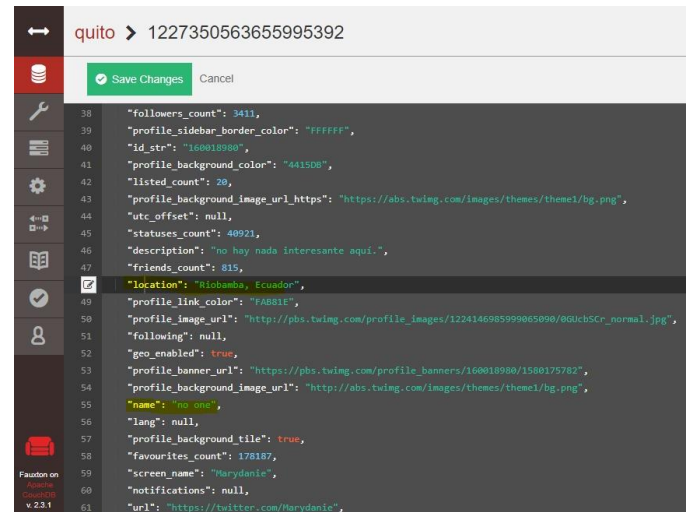 quito > 1227350563655995392
Save Changes Cancel
38 "followers_count": 3411,
39 "profile_sidebar_border_color": "FFFFFF",
40 "id_str": "160018980",
41 "profile_background_color": "4415DB",
42 "listed_count": 20,
43 "profile_background_image_url_https": "https://abs.twimg.com/images/themes/theme1/bg.png",
44 "utc_offset": null,
45 "statuses_count": 40921,
46 "description": "no hay nada interesante aquí.",
47 "friends_count": 815,
"location": "Riobamba, Ecuador",
49 "profile_link_color": "FAB81E",
50 "profile_image_url": "http://pbs.twimg.com/profile_images/1224146985999065090/0GUcbSCr_normal.jpg",
51 "following": null,
52 "geo_enabled": true,
53 "profile_banner_url": "https://pbs.twimg.com/profile_banners/160018980/1580175782",
54 "profile_background_image_url": "http://abs.twimg.com/images/themes/theme1/bg.png",
55 "name": "no one",
56 "lang": null,
57 "profile_background_tile": true,
58 "favourites_count": 178187,
59 "screen_name": "Marydanie",
60 "notifications": null,
61 "url": "https://twitter.com/Marydanie",
Fauxton on
Apache
CouchDB
v. 2.3.1